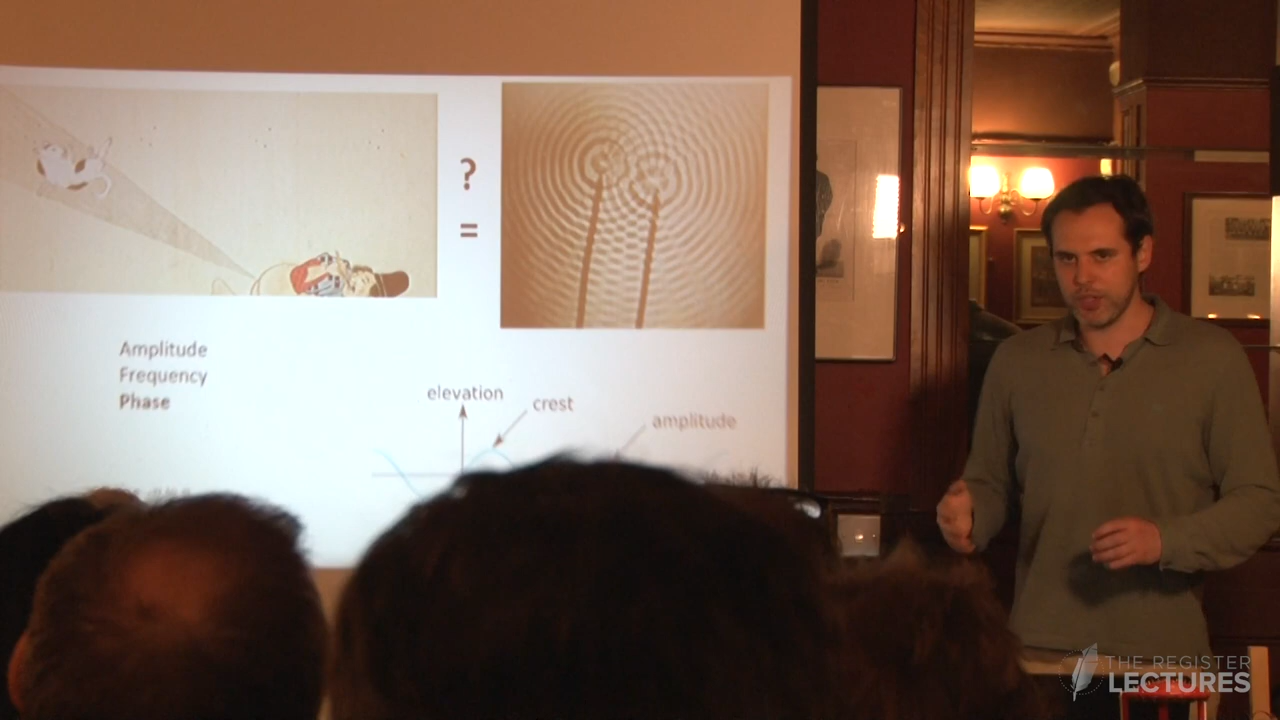 ?
=
Amplitude
Frequency
Phase
elevation
crest
amplitude
THE REGISTER
LECTURES